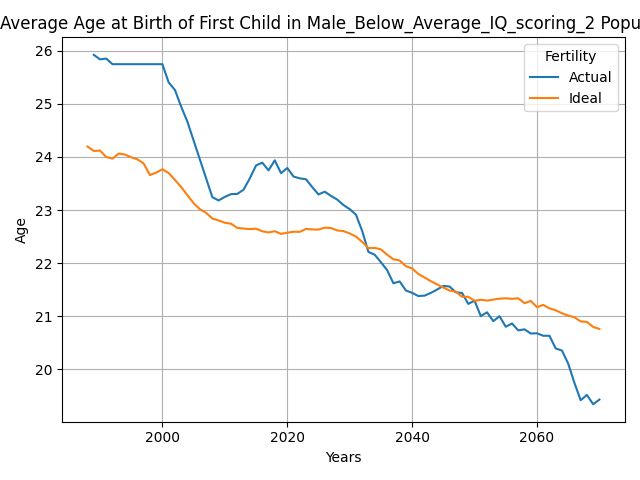 Average Age at Birth of First Child in Male_Below_Average_IQ_scoring_2 Popu
Fertility
Actual
Ideal
26
25
24
23
22
21
20
Age
2000
2020
2040
2060
Years